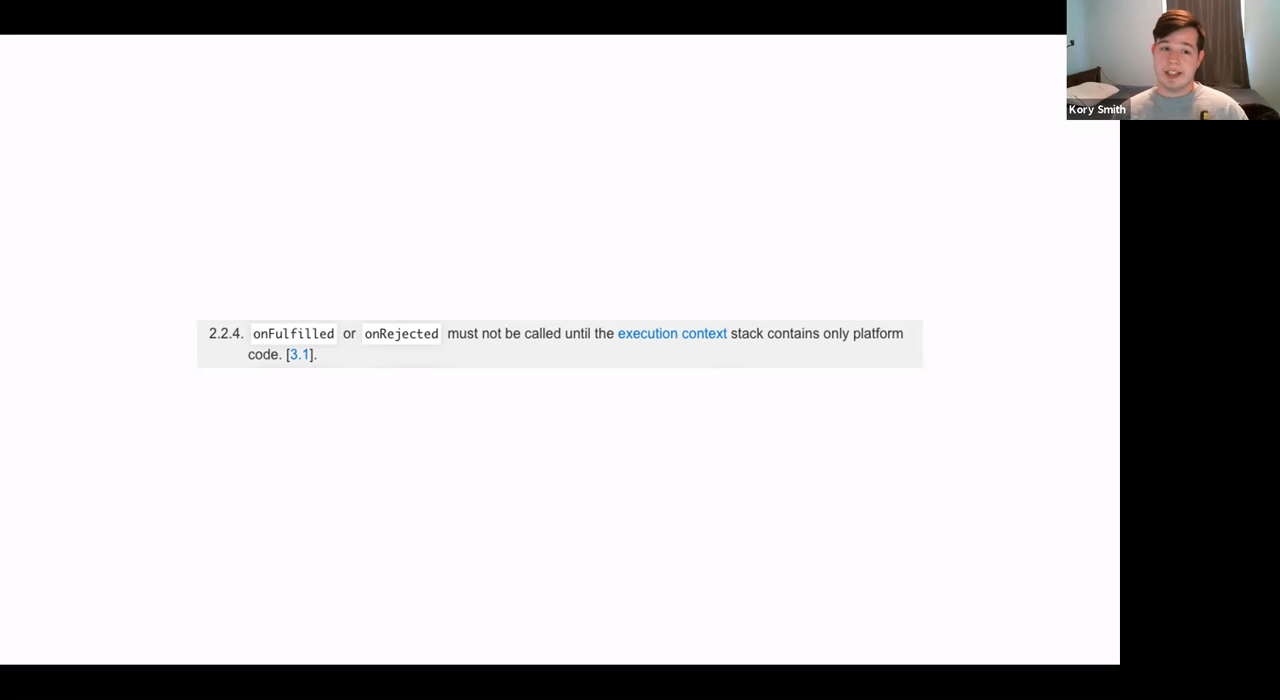 Kory Smith
2.2.4. onFulfilled or onRejected must not be called until the execution context stack contains only platform
code. [3.1].